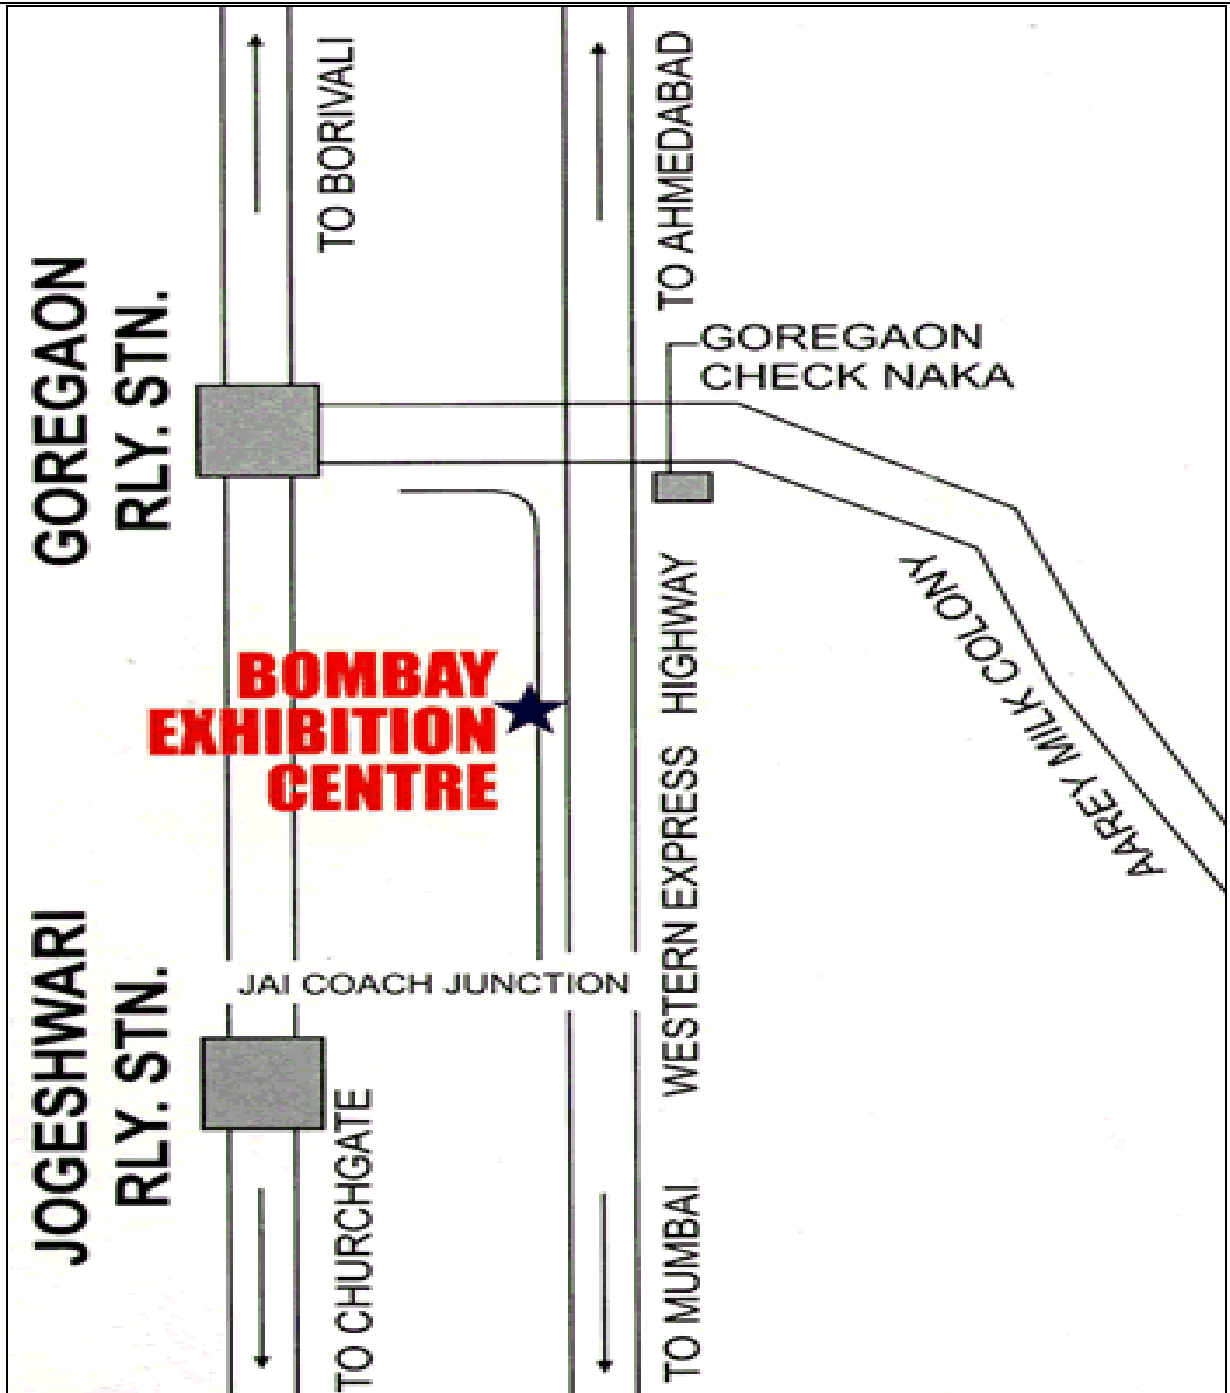 TO BORIVALI
TO AHMEDABAD
GOREGAON
RLY. STN.
GOREGAON
CHECK NAKA
HIGHWAY
AAREY MILK COLONY
BOMBAY
EXHIBITION
CENTRE
WESTERN EXPRESS
JAI COACH JUNCTION
JOGESHWARI
RLY. STN.
TO CHURCHGATE
TO MUMBAI